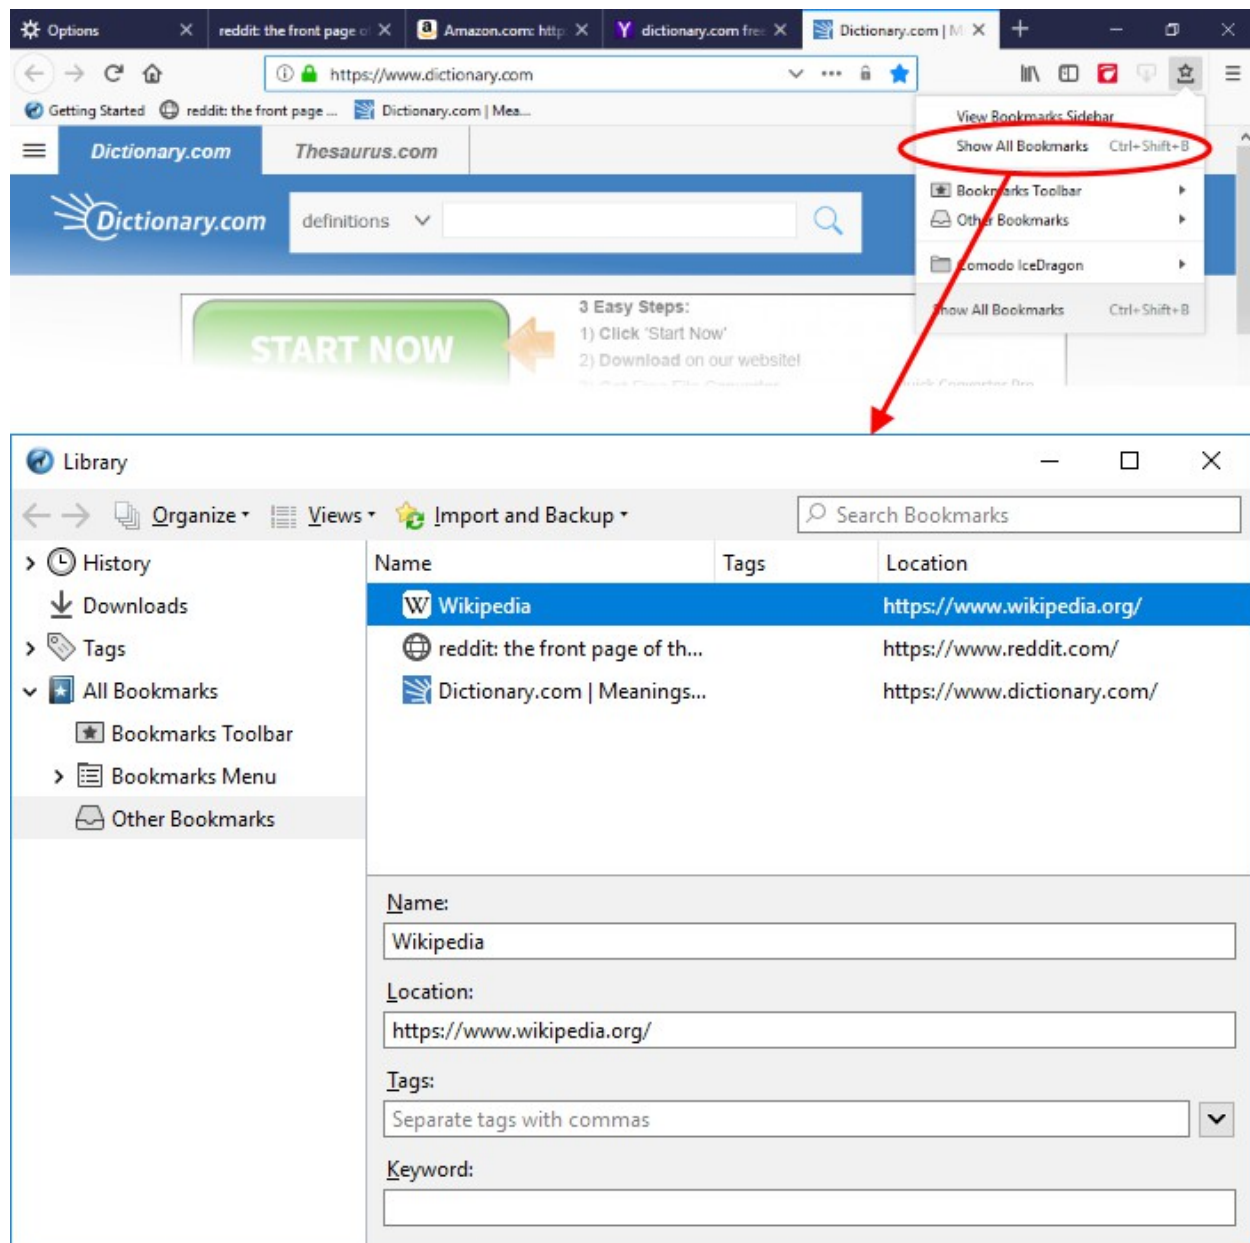 Options
reddit: the front page of
Amazon.com: http
dictionary.com free
Dictionary.com | M
https://www.dictionary.com
Getting Started reddit: the front page ... Dictionary.com | Mea...
View Bookmarks Sidebar
Show All Bookmarks Ctrl+Shift+B
Bookmarks Toolbar
Other Bookmarks
Comodo IceDragon
Show All Bookmarks Ctrl+Shift+B
Dictionary.com Thesaurus.com
Dictionary.com definitions
START NOW
3 Easy Steps:
1) Click 'Start Now'
2) Download on our website!
Library
Organize Views Import and Backup Search Bookmarks
History
Downloads
Tags
All Bookmarks
Bookmarks Toolbar
Bookmarks Menu
Other Bookmarks
Name Tags Location
Wikipedia https://www.wikipedia.org/
reddit: the front page of th... https://www.reddit.com/
Dictionary.com | Meanings... https://www.dictionary.com/
Name:
Wikipedia
Location:
https://www.wikipedia.org/
Tags:
Separate tags with commas
Keyword: